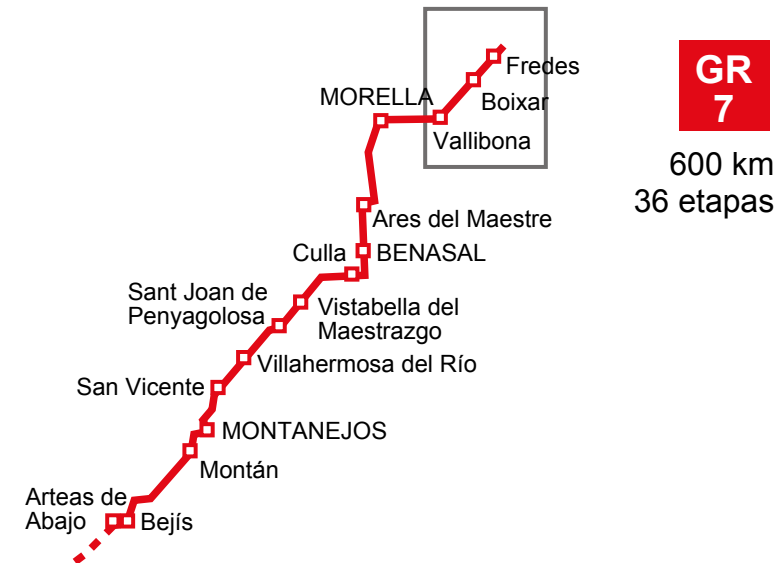 Fredes
Boixar
MORELLA
Vallibona
GR
7
600 km
36 etapas
Ares del Maestre
Culla
BENASAL
Sant Joan de
Penyagolosa
Vistabella del
Maestrazgo
Villahermosa del Río
San Vicente
MONTANEJOS
Montán
Arteas de
Abajo
Bejís